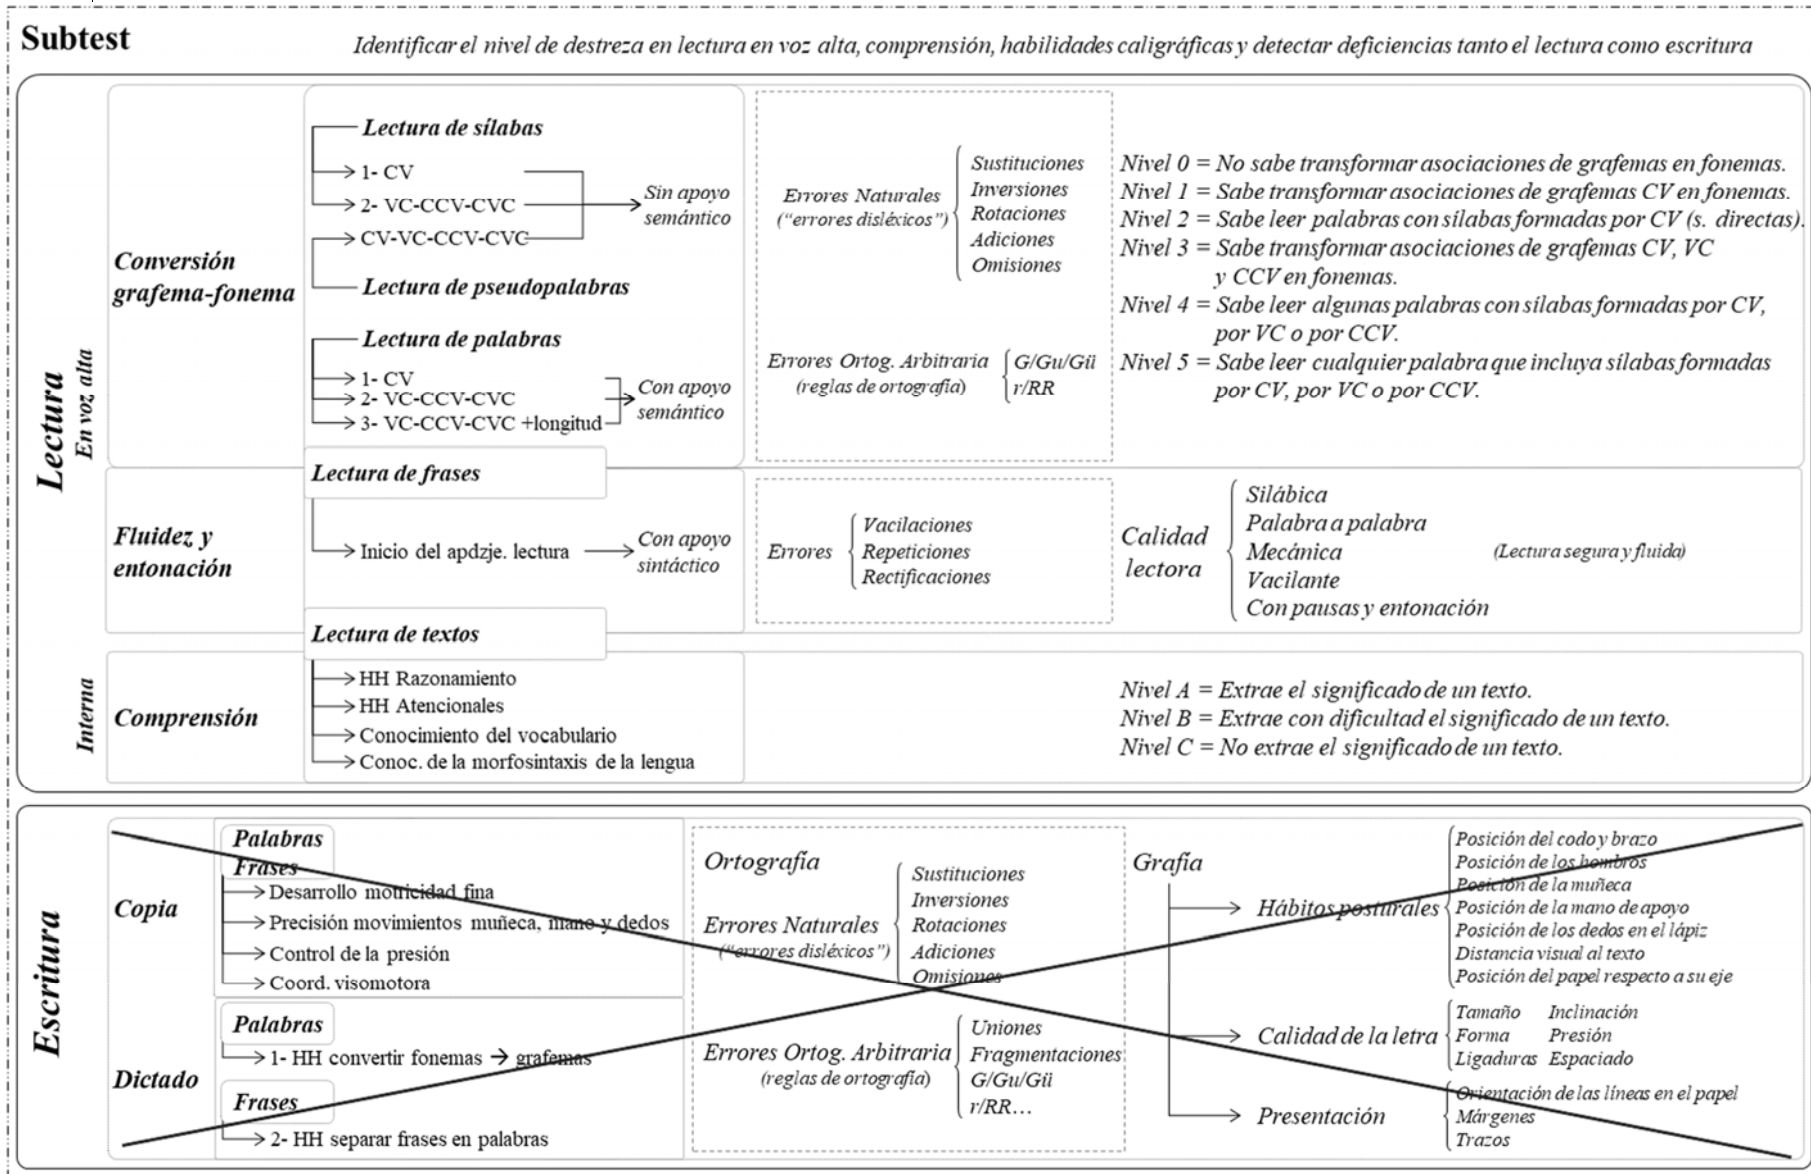 Subtest
Identificar el nivel de destreza en lectura en voz alta, comprensión, habilidades caligráficas y detectar deficiencias tanto el lectura como escritura
Lectura
En voz alta
Conversión
grafema-fonema
Lectura de sílabas
1- CV
2- VC-CCV-CVC
CV-VC-CCV-CVC
Sin apoyo
semántico
Lectura de pseudopalabras
Lectura de palabras
1- CV
2- VC-CCV-CVC
3- VC-CCV-CVC +longitud
Con apoyo
semántico
Errores Naturales
("errores disléxicos")
Sustituciones
Inversiones
Rotaciones
Adiciones
Omisiones
Errores Ortog. Arbitraria
(reglas de ortografía)
G/Gu/Gü
r/RR
Nivel 0 = No sabe transformar asociaciones de grafemas en fonemas.
Nivel 1 = Sabe transformar asociaciones de grafemas CV en fonemas.
Nivel 2 = Sabe leer palabras con sílabas formadas por CV (s. directas).
Nivel 3 = Sabe transformar asociaciones de grafemas CV, VC
y CCV en fonemas.
Nivel 4 = Sabe leer algunas palabras con sílabas formadas por CV,
por VC o por CCV.
Nivel 5 = Sabe leer cualquier palabra que incluya sílabas formadas
por CV, por VC o por CCV.
Fluidez y
entonación
Lectura de frases
Inicio del apdzje. lectura
Con apoyo
sintáctico
Errores
Vacilaciones
Repeticiones
Rectificaciones
Calidad
lectora
Silábica
Palabra a palabra
Mecánica
Vacilante
Con pausas y entonación
(Lectura segura y fluida)
Interna
Comprensión
Lectura de textos
HH Razonamiento
HH Atencionales
Conocimiento del vocabulario
Conoc. de la morfosintaxis de la lengua
Nivel A = Extrae el significado de un texto.
Nivel B = Extrae con dificultad el significado de un texto.
Nivel C = No extrae el significado de un texto.
Escritura
Copia
Palabras
Frases
Desarrollo motricidad fina
Precisión movimientos muñeca, mano y dedos
Control de la presión
Coord. visomotora
Dictado
Palabras
1- HH convertir fonemas → grafemas
Frases
2- HH separar frases en palabras
Ortografía
Errores Naturales
("errores disléxicos")
Sustituciones
Inversiones
Rotaciones
Adiciones
Omisiones
Errores Ortog. Arbitraria
(reglas de ortografía)
Uniones
Fragmentaciones
G/Gu/Gü
r/RR…
Grafía
Hábitos posturales
Posición del codo y brazo
Posición de los hombros
Posición de la muñeca
Posición de la mano de apoyo
Posición de los dedos en el lápiz
Distancia visual al texto
Posición del papel respecto a su eje
Calidad de la letra
Tamaño Inclinación
Forma Presión
Ligaduras Espaciado
Presentación
Orientación de las líneas en el papel
Márgenes
Trazos